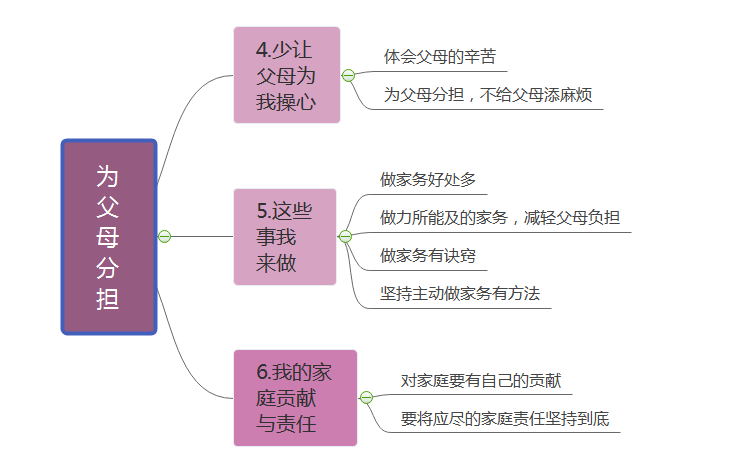 为
父
母
分
担
4.少让
父母为
我操心
体会父母的辛苦
为父母分担，不给父母添麻烦
5.这些
事我
来做
做家务好处多
做力所能及的家务，减轻父母负担
做家务有诀窍
坚持主动做家务有方法
6.我的家
庭贡献
与责任
对家庭要有自己的贡献
要将应尽的家庭责任坚持到底